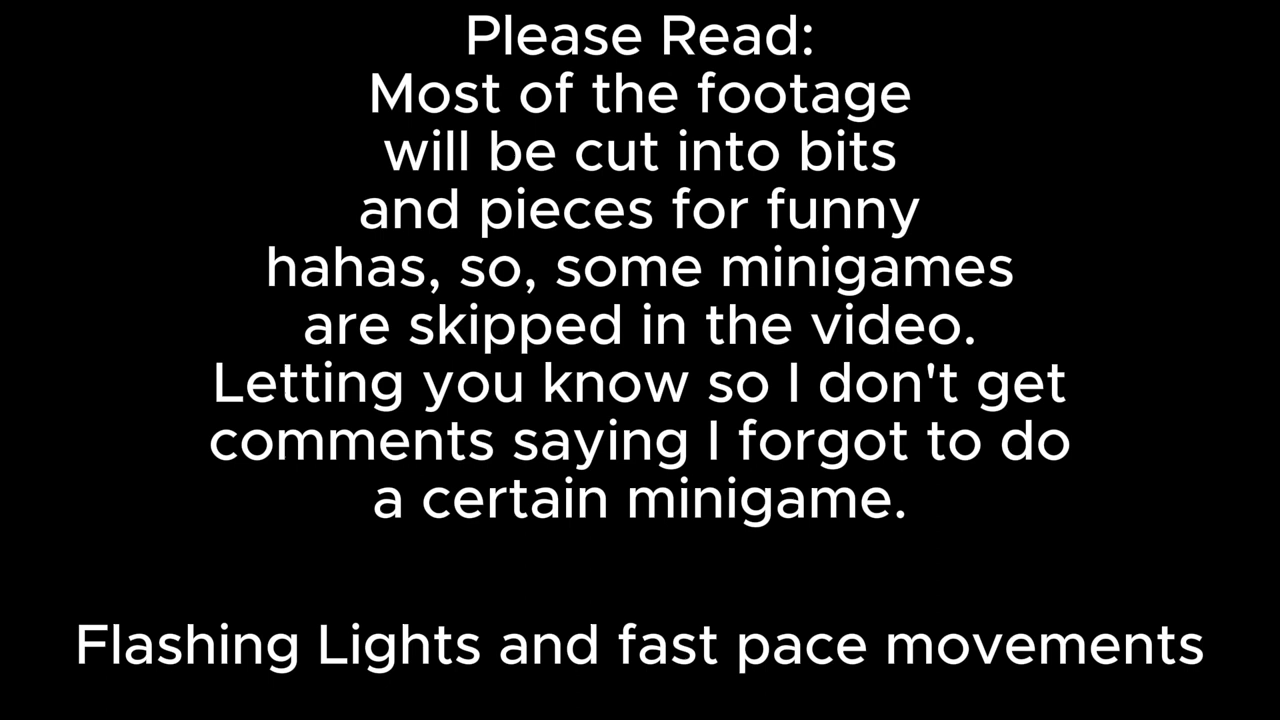 Please Read:
Most of the footage
will be cut into bits
and pieces for funny
hahas, so, some minigames
are skipped in the video.
Letting you know so I don't get
comments saying I forgot to do
a certain minigame.
Flashing Lights and fast pace movements